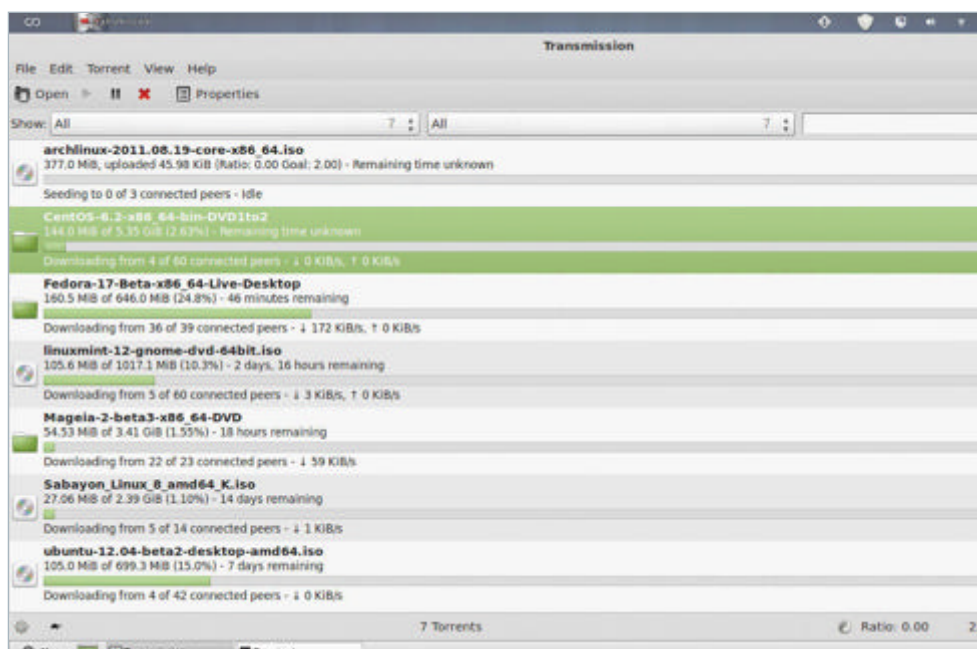 Transmission
File Edit Torrent View Help
Open Properties
Show: All 7 All 7
archlinux-2011.08.19-core-x86_64.iso
377.0 MiB, uploaded 45.98 KiB (Ratio: 0.00 Goal: 2.00) - Remaining time unknown
Seeding to 0 of 3 connected peers - Idle
CentOS-6.2-x86_64-bin-DVD1to2
144.0 MiB of 5.35 GiB (2.63%) - Remaining time unknown
Downloading from 4 of 60 connected peers - ↓ 0 KiB/s, ↑ 0 KiB/s
Fedora-17-Beta-x86_64-Live-Desktop
160.5 MiB of 646.0 MiB (24.8%) - 46 minutes remaining
Downloading from 36 of 39 connected peers - ↓ 172 KiB/s, ↑ 0 KiB/s
linuxmint-12-gnome-dvd-64bit.iso
105.6 MiB of 1017.1 MiB (10.3%) - 2 days, 16 hours remaining
Downloading from 5 of 60 connected peers - ↓ 3 KiB/s, ↑ 0 KiB/s
Mageia-2-beta3-x86_64-DVD
54.53 MiB of 3.41 GiB (1.55%) - 18 hours remaining
Downloading from 22 of 23 connected peers - ↓ 59 KiB/s
Sabayon_Linux_8_amd64_K.iso
27.06 MiB of 2.39 GiB (1.10%) - 14 days remaining
Downloading from 5 of 14 connected peers - ↓ 1 KiB/s
ubuntu-12.04-beta2-desktop-amd64.iso
105.0 MiB of 699.3 MiB (15.0%) - 7 days remaining
Downloading from 4 of 42 connected peers - ↓ 0 KiB/s
7 Torrents Ratio: 0.00 2